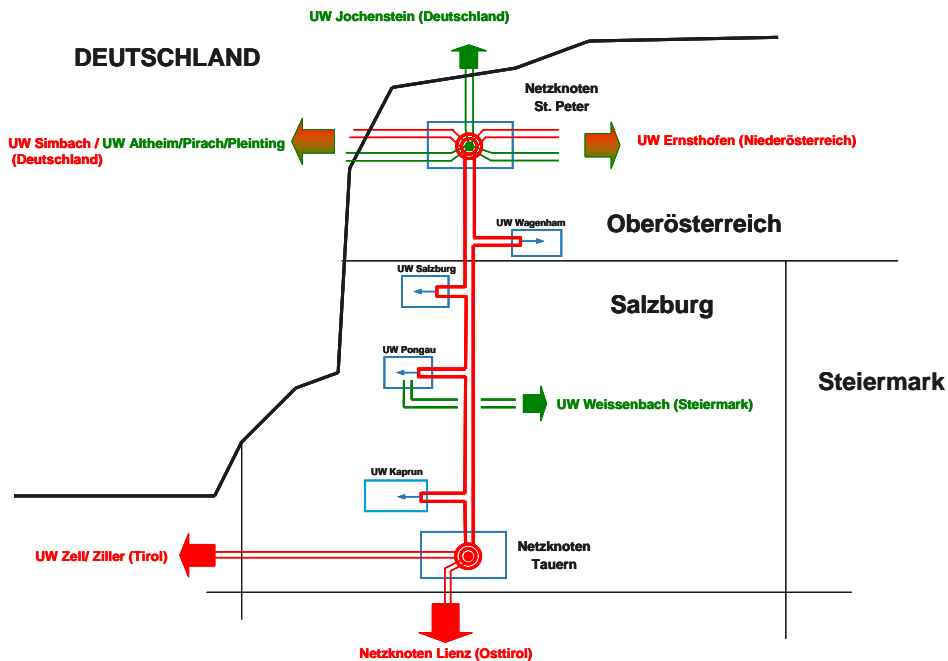 UW Jochenstein (Deutschland)
DEUTSCHLAND
Netzknoten
St. Peter
UW Simbach / UW Altheim/Pirach/Pleinting
(Deutschland)
UW Ernsthofen (Niederösterreich)
UW Wagenham
Oberösterreich
UW Salzburg
Salzburg
UW Pongau
Steiermark
UW Weissenbach (Steiermark)
UW Kaprun
Netzknoten
Tauern
UW Zell/ Ziller (Tirol)
Netzknoten Lienz (Osttirol)